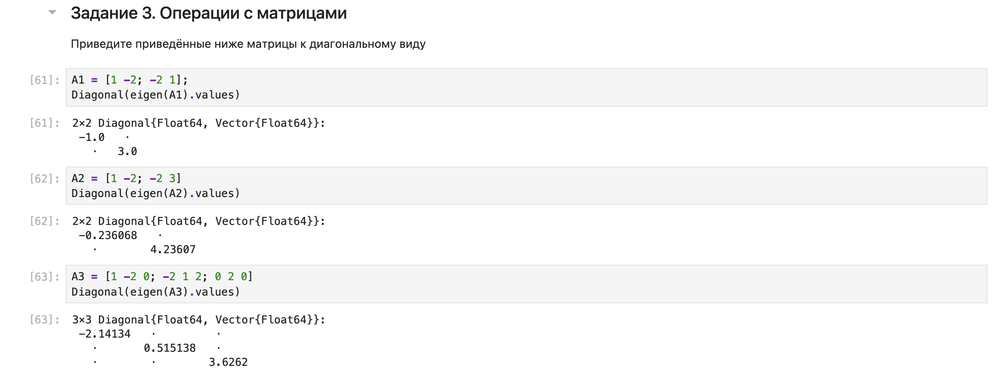 Задание 3. Операции с матрицами
Приведите приведённые ниже матрицы к диагональному виду
[61]: A1 = [1 −2; −2 1];
Diagonal(eigen(A1).values)
[61]: 2×2 Diagonal{Float64, Vector{Float64}}:
−1.0 ·
· 3.0
[62]: A2 = [1 −2; −2 3]
Diagonal(eigen(A2).values)
[62]: 2×2 Diagonal{Float64, Vector{Float64}}:
−0.236068 ·
· 4.23607
[63]: A3 = [1 −2 0; −2 1 2; 0 2 0]
Diagonal(eigen(A3).values)
[63]: 3×3 Diagonal{Float64, Vector{Float64}}:
−2.14134 · ·
· 0.515138 ·
· · 3.6262